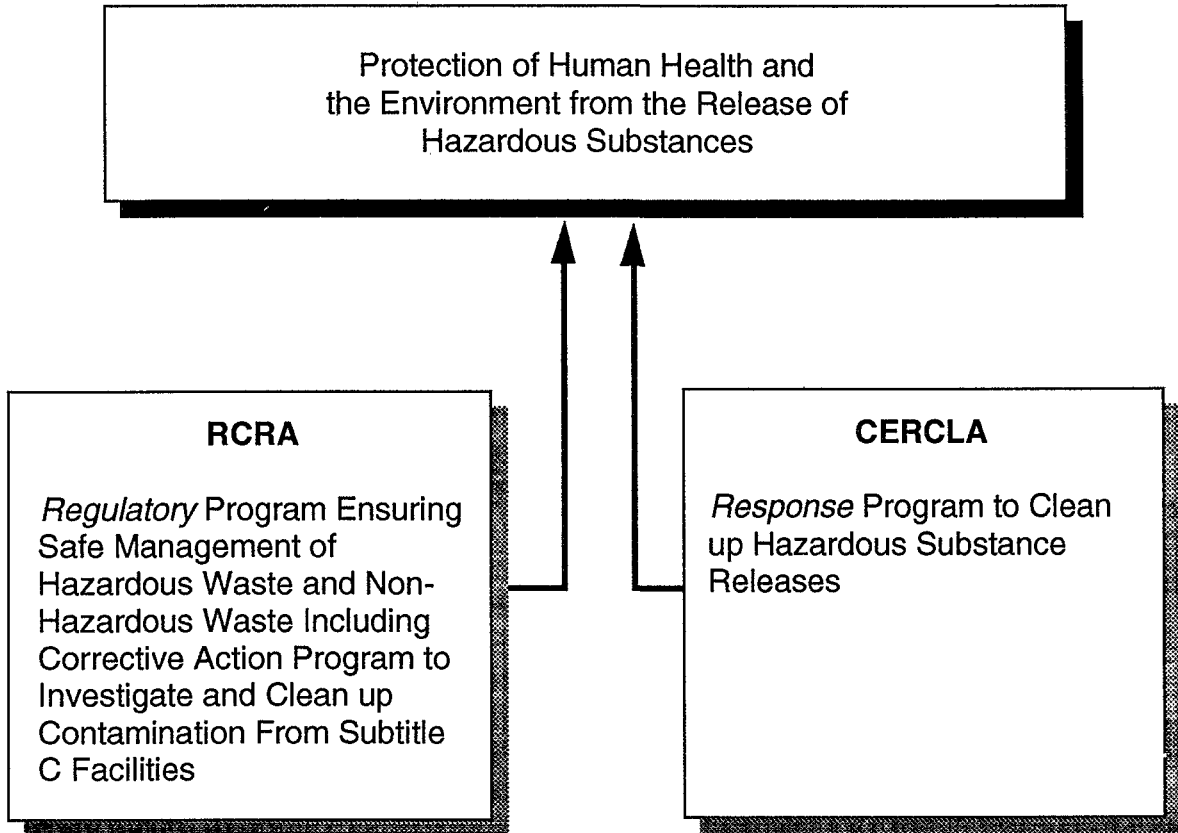 Protection of Human Health and
the Environment from the Release of
Hazardous Substances
RCRA
Regulatory Program Ensuring
Safe Management of
Hazardous Waste and Non-
Hazardous Waste Including
Corrective Action Program to
Investigate and Clean up
Contamination From Subtitle
C Facilities
CERCLA
Response Program to Clean
up Hazardous Substance
Releases